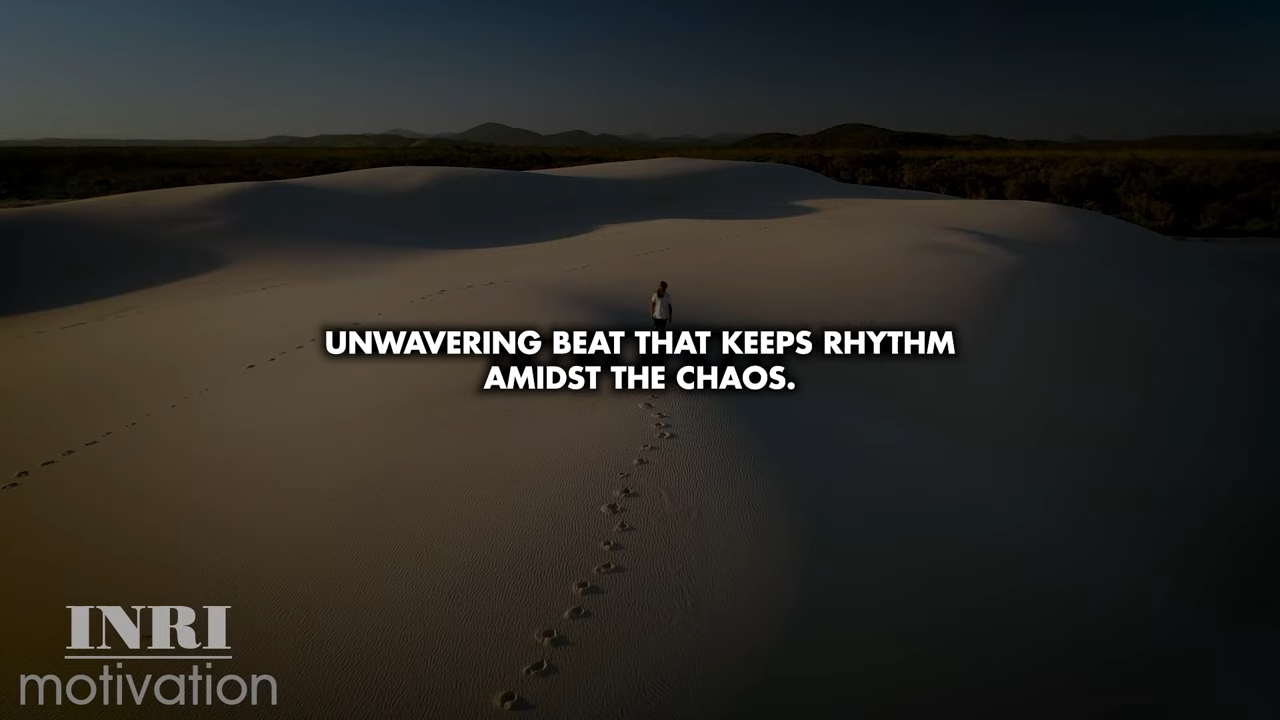 UNWAVERING BEAT THAT KEEPS RHYTHM
AMIDST THE CHAOS.
INRI
motivation